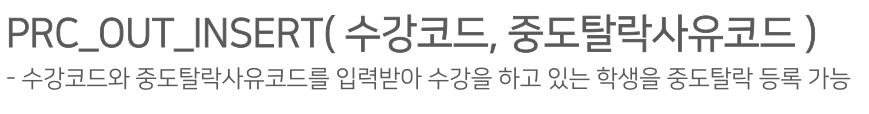 PRC_OUT_INSERT( 수강코드, 중도탈락사유코드 )
- 수강코드와 중도탈락사유코드를 입력받아 수강을 하고 있는 학생을 중도탈락 등록 가능